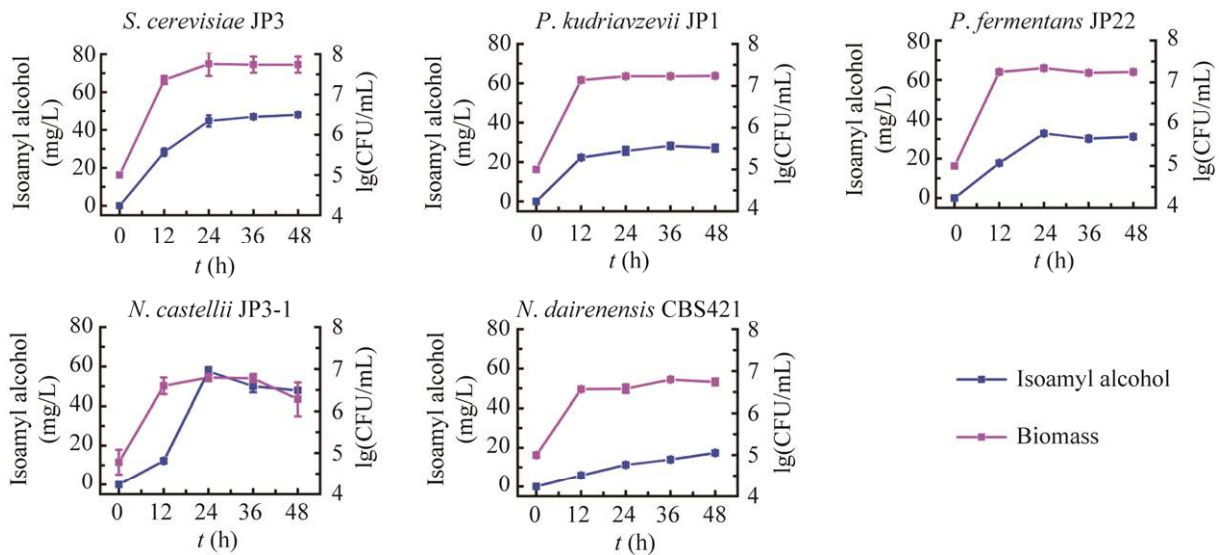 S. cerevisiae JP3
80
60
40
20
0
Isoamyl alcohol
(mg/L)
8
7
6
5
4
lg(CFU/mL)
0 12 24 36 48
t (h)
P. kudriavzevii JP1
80
60
40
20
0
Isoamyl alcohol
(mg/L)
8
7
6
5
4
lg(CFU/mL)
0 12 24 36 48
t (h)
P. fermentans JP22
80
60
40
20
0
Isoamyl alcohol
(mg/L)
8
7
6
5
4
lg(CFU/mL)
0 12 24 36 48
t (h)
N. castellii JP3-1
80
60
40
20
0
Isoamyl alcohol
(mg/L)
8
7
6
5
4
lg(CFU/mL)
0 12 24 36 48
t (h)
N. dairenensis CBS421
80
60
40
20
0
Isoamyl alcohol
(mg/L)
8
7
6
5
4
lg(CFU/mL)
0 12 24 36 48
t (h)
Isoamyl alcohol
Biomass